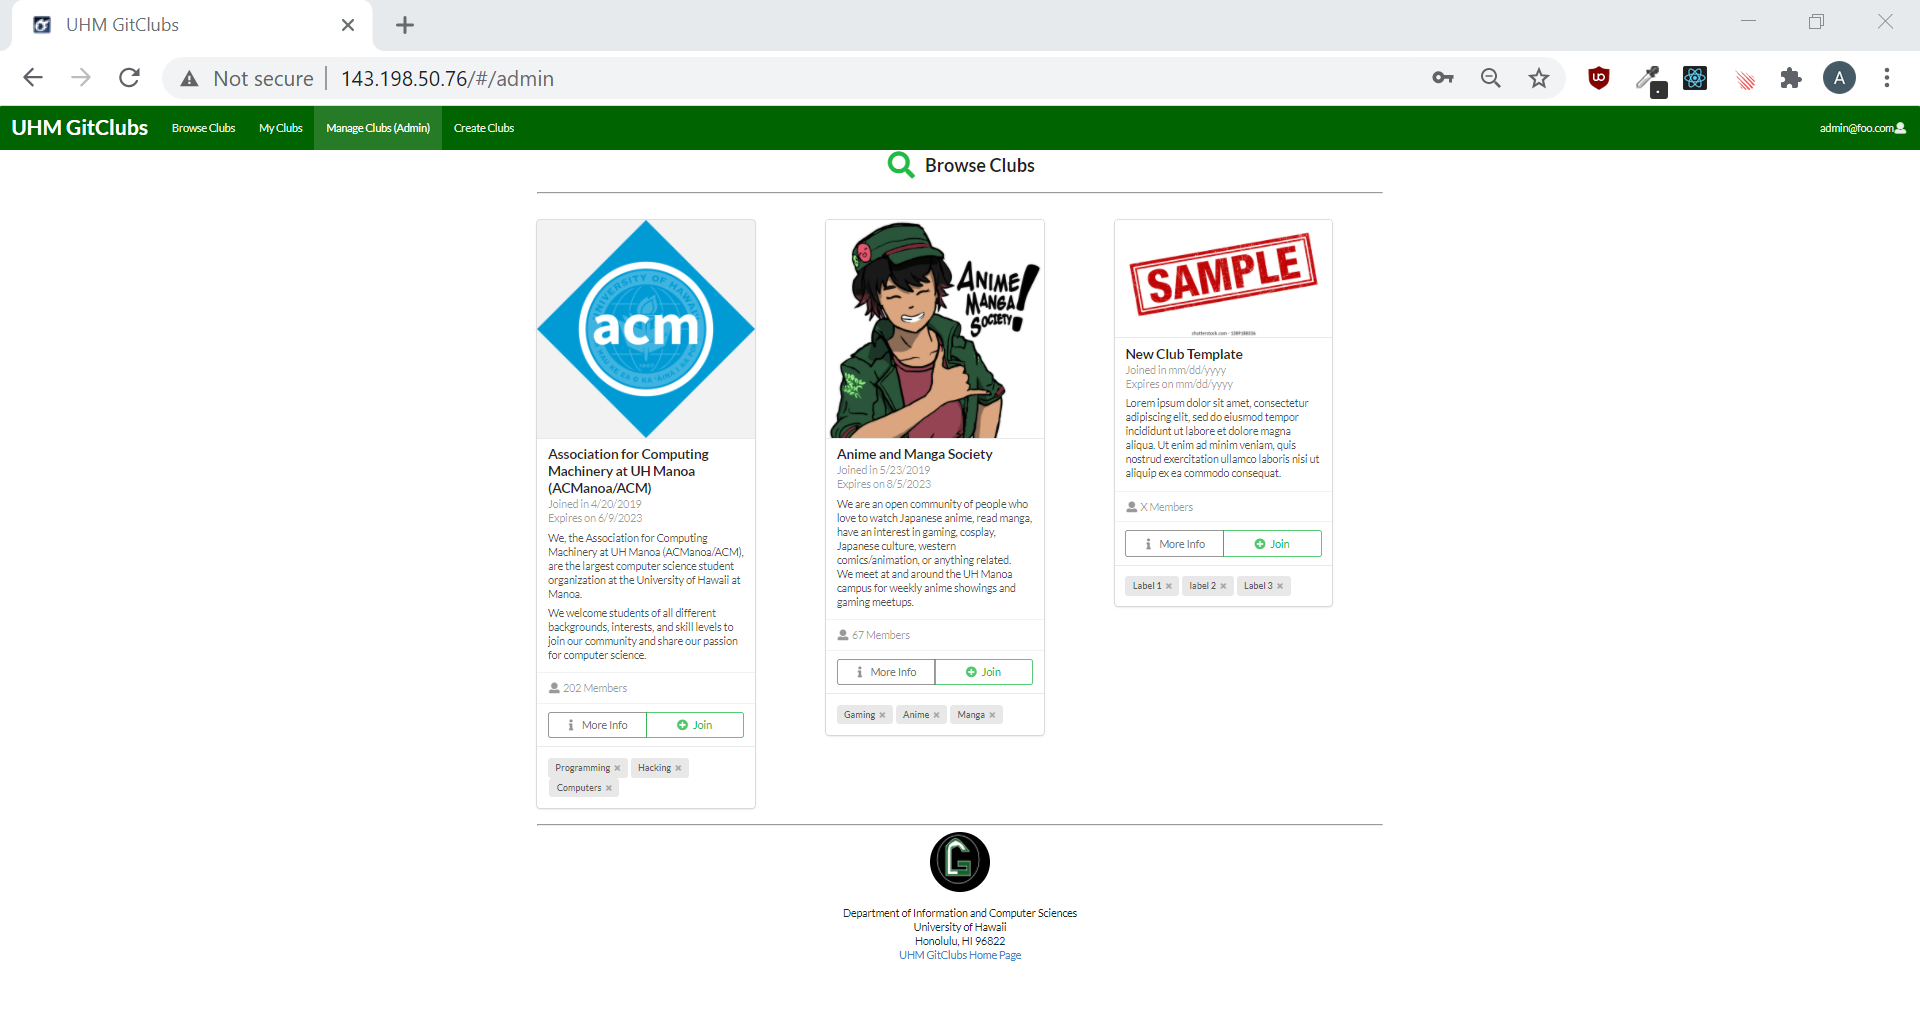 UHM GitClubs
Not secure
143.198.50.76/#/admin
A
UHM GitClubs
Browse Clubs
My Clubs
Manage Clubs (Admin)
Create Clubs
admin@foo.com
Browse Clubs
UNIVERSITY OF HAWAI
acm
Association for Computing
Machinery at UH Manoa
(ACManoa/ACM)
Joined in 4/20/2019
Expires on 6/9/2023
We, the Association for Computing
Machinery at UH Manoa (ACManoa/ACM),
are the largest computer science student
organization at the University of Hawaii at
Manoa.
We welcome students of all different
backgrounds, interests, and skill levels to
join our community and share our passion
for computer science.
202 Members
More Info
Join
Programming
Hacking
Computers
ANIME
MANGA
SOCIETY!
Anime and Manga Society
Joined in 5/23/2019
Expires on 8/5/2023
We are an open community of people who
love to watch Japanese anime, read manga,
have an interest in gaming, cosplay,
Japanese culture, western
comics/animation, or anything related.
We meet at and around the UH Manoa
campus for weekly anime showings and
gaming meetups.
67 Members
More Info
Join
Gaming
Anime
Manga
SAMPLE
New Club Template
Joined in mm/dd/yyyy
Expires on mm/dd/yyyy
Lorem ipsum dolor sit amet, consectetur
adipiscing elit, sed do eiusmod tempor
incididunt ut labore et dolore magna
aliqua. Ut enim ad minim veniam, quis
nostrud exercitation ullamco laboris nisi ut
aliquip ex ea commodo consequat.
X Members
More Info
Join
Label 1
label 2
Label 3
G
Department of Information and Computer Sciences
University of Hawaii
Honolulu, HI 96822
UHM GitClubs Home Page